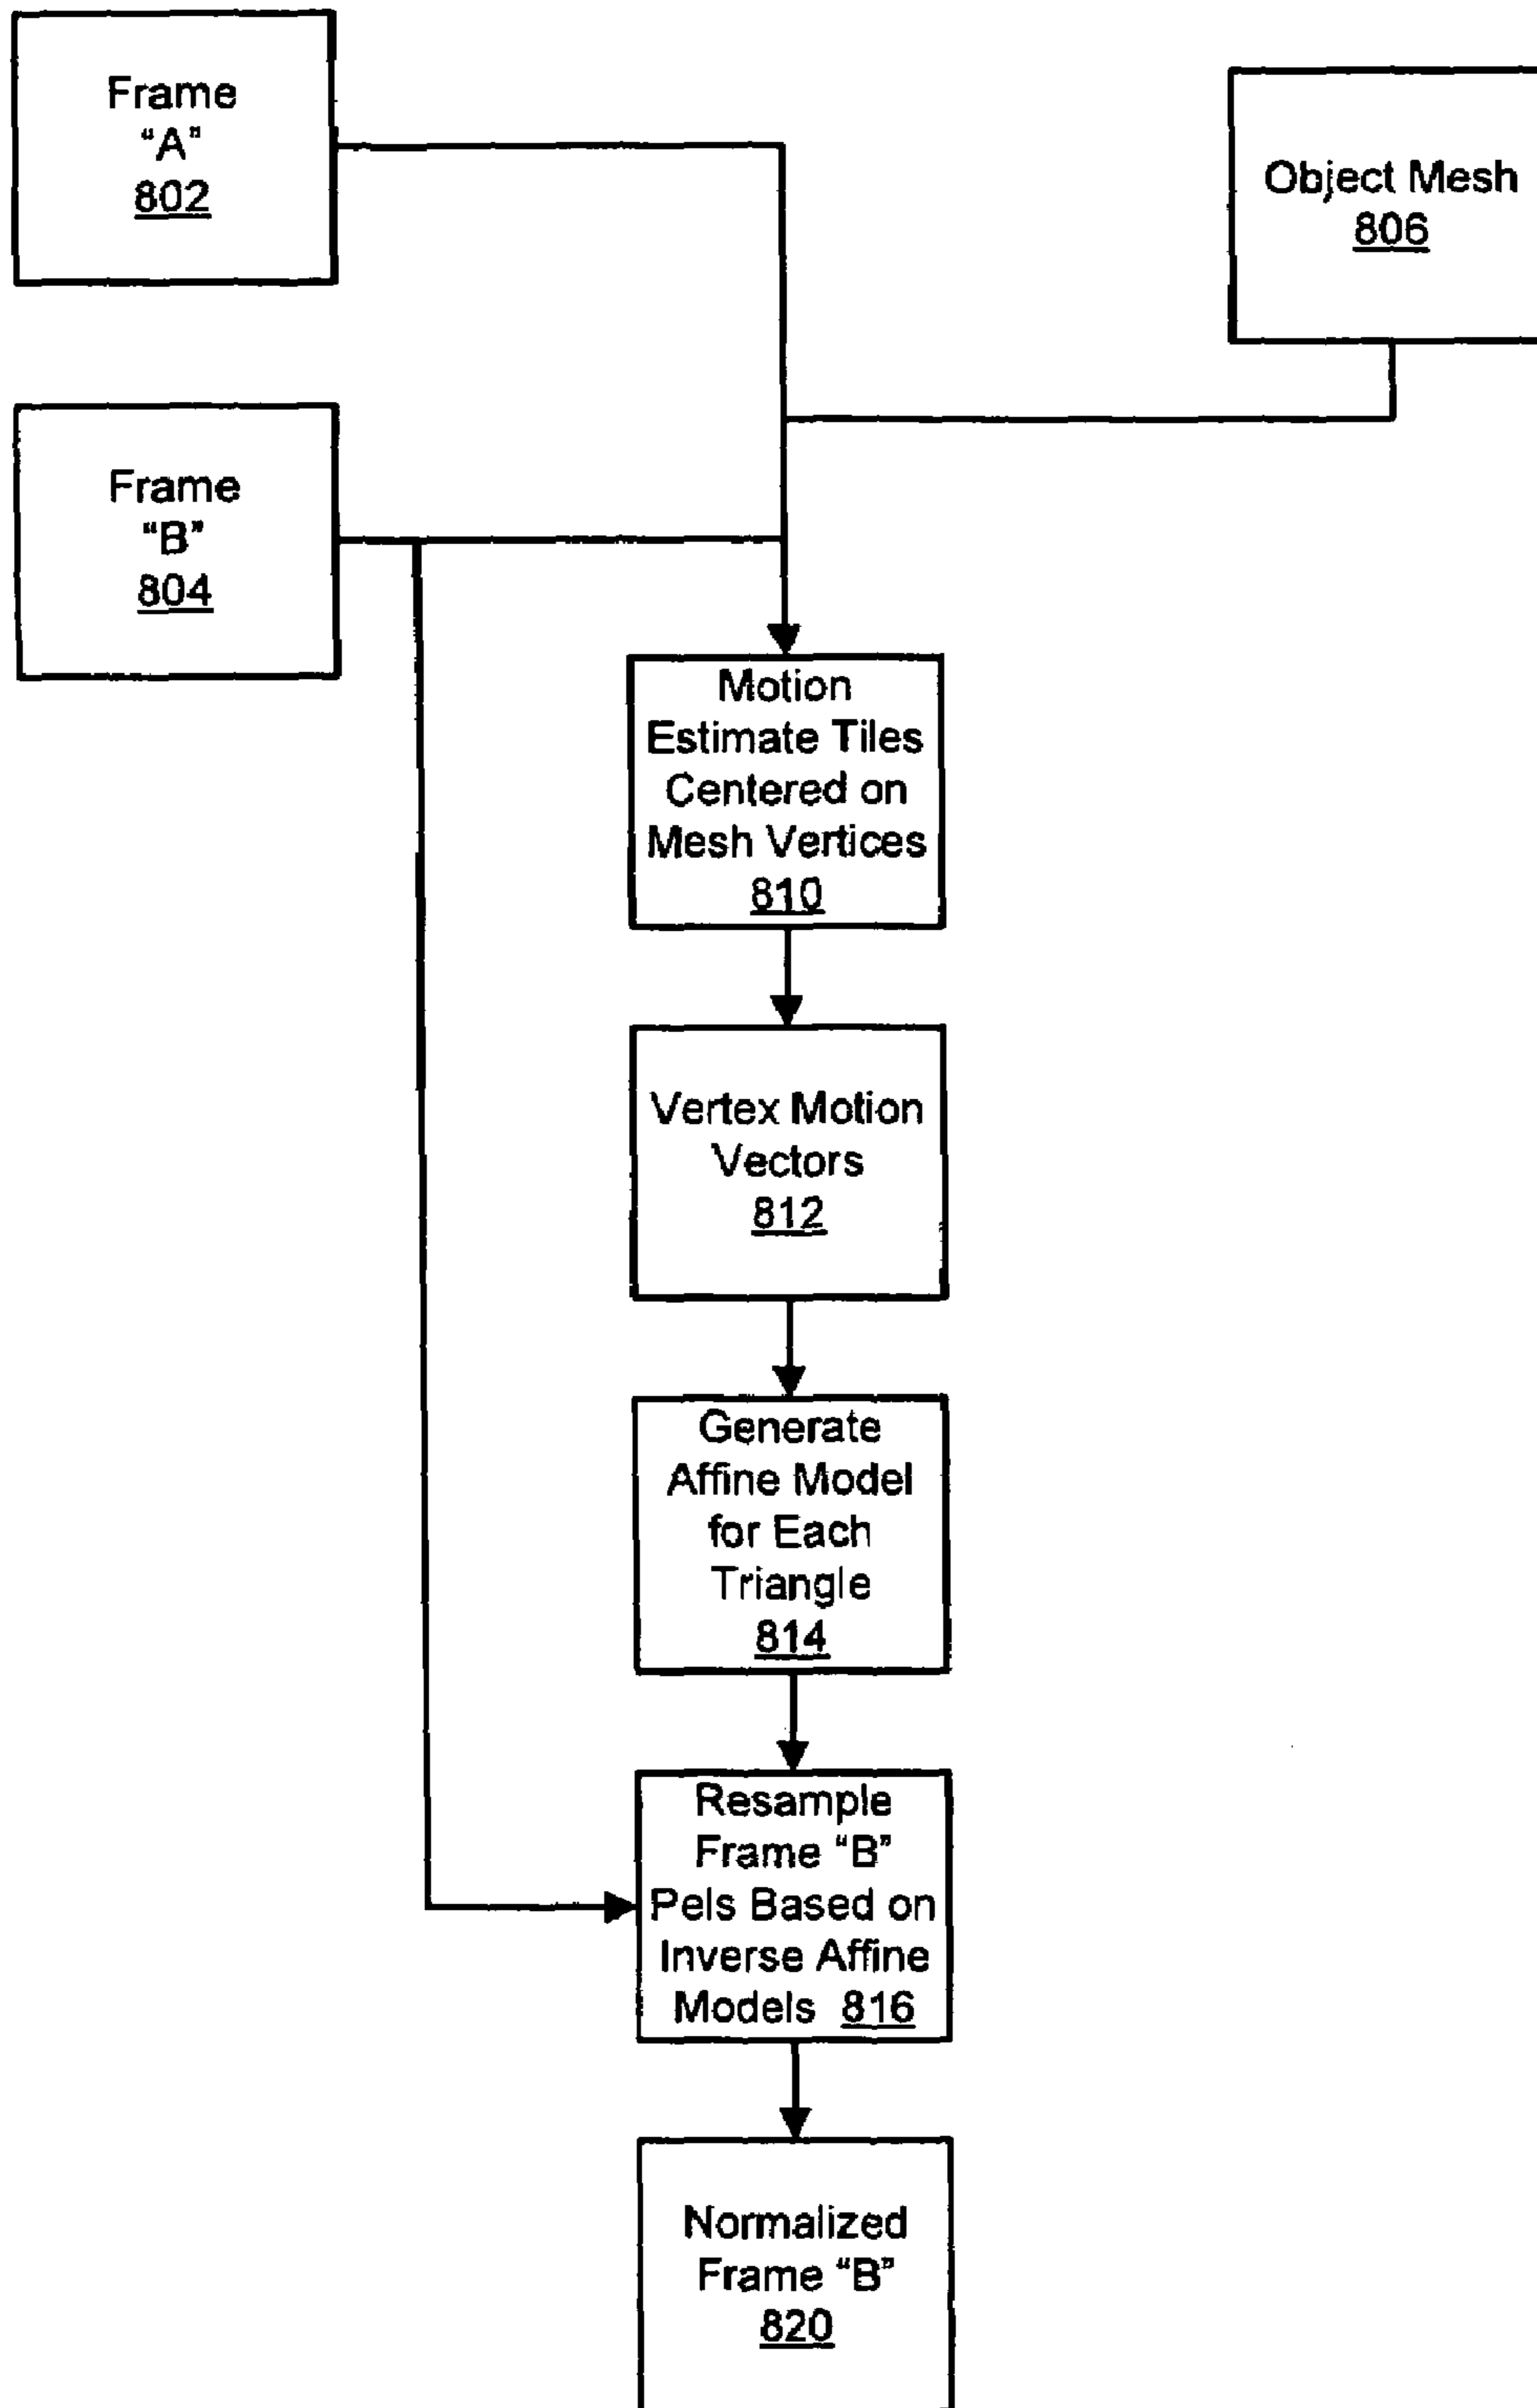 Frame
“A”
802
Object Mesh
806
Frame
“B”
804
Motion
Estimate Tiles
Centered on
Mesh Vertices
810
Vertex Motion
Vectors
812
Generate
Affine Model
for Each
Triangle
814
Resample
Frame “B”
Pels Based on
Inverse Affine
Models 816
Normalized
Frame “B”
820